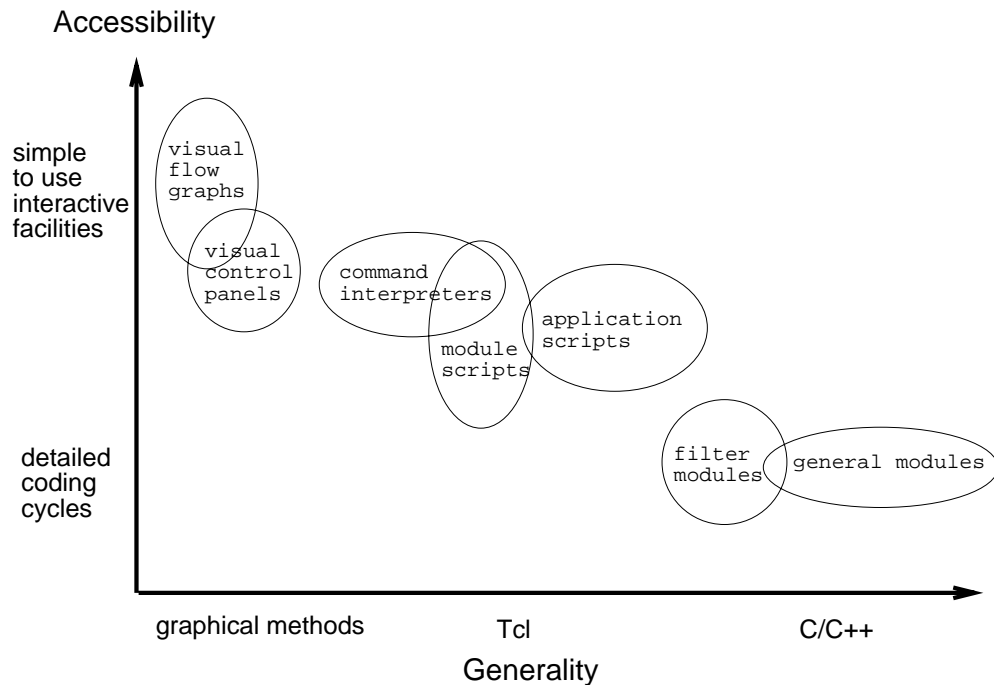 Accessibility
simple
to use
interactive
facilities
visual
flow
graphs
visual
control
panels
command
interpreters
module
scripts
application
scripts
filter
modules
general modules
detailed
coding
cycles
graphical methods
Tcl
C/C++
Generality